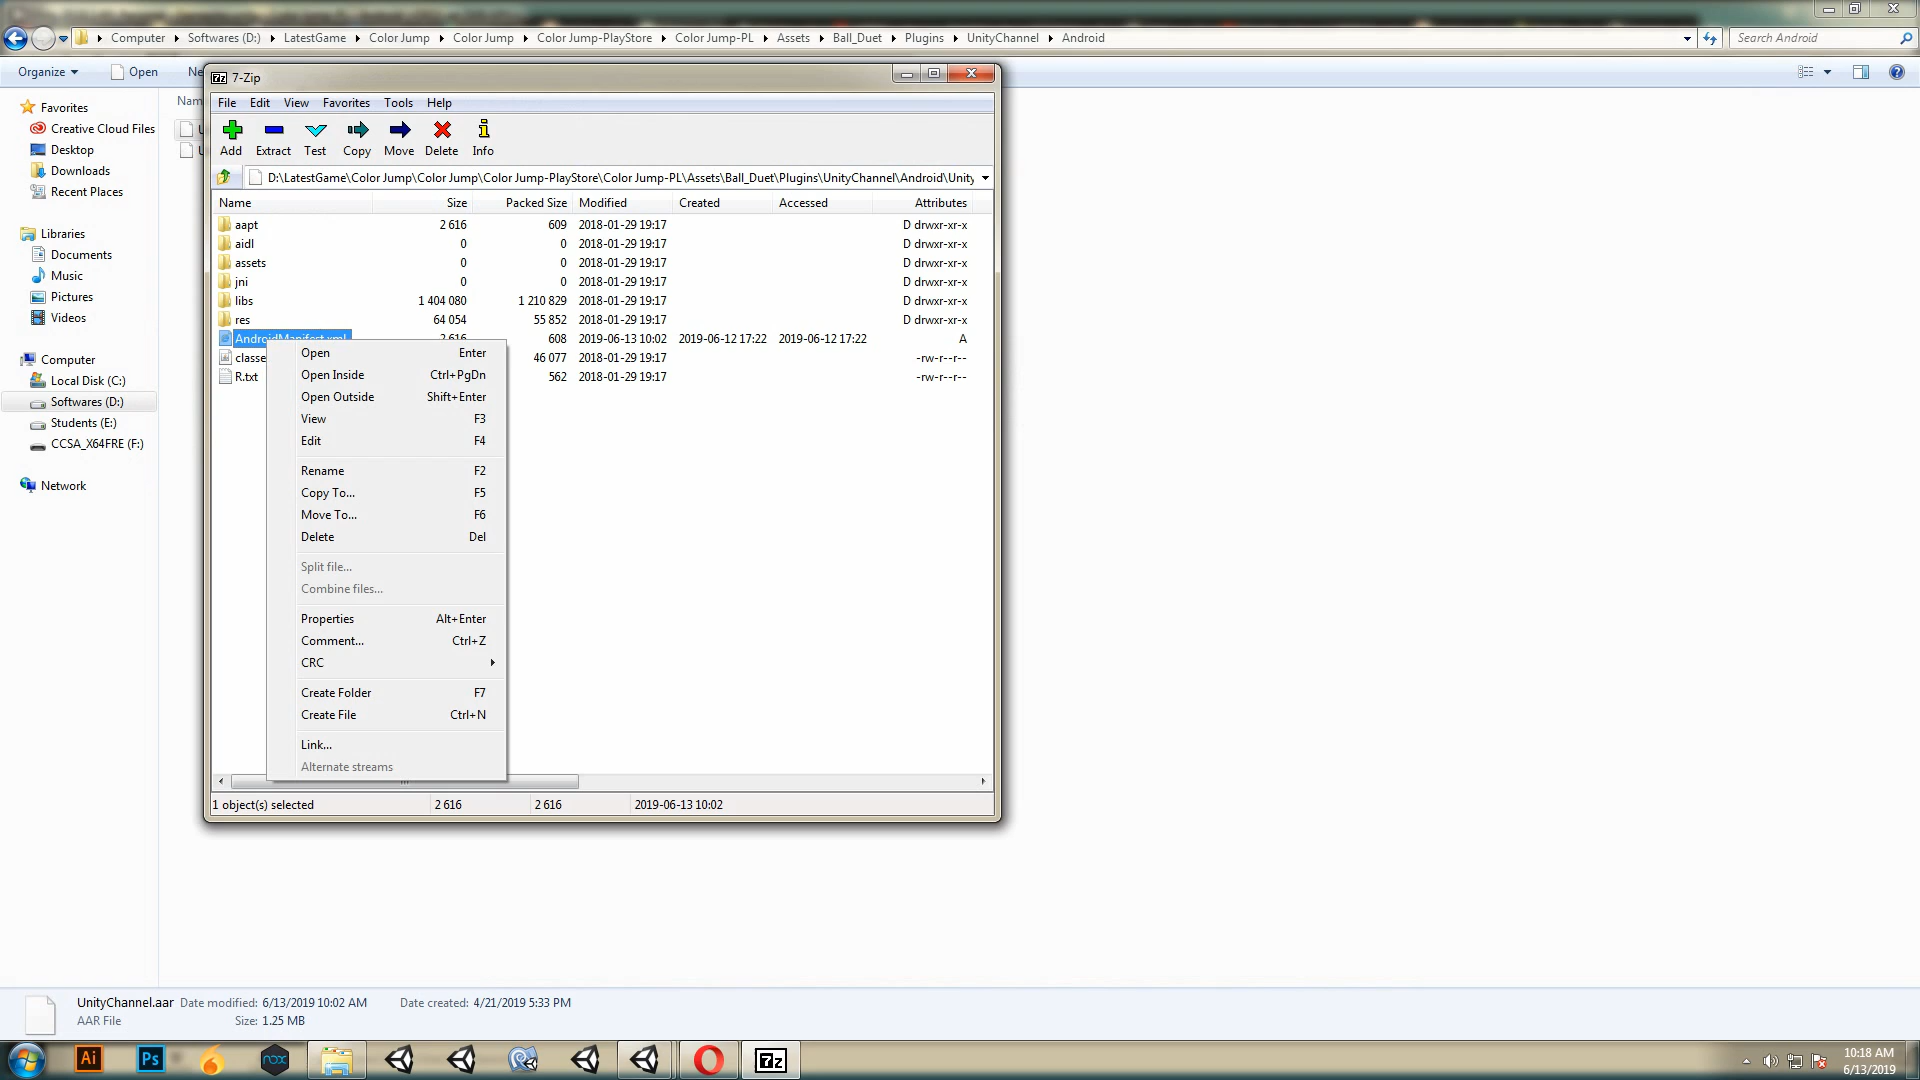 Computer Softwares (D:) LatestGame Color Jump Color Jump Color Jump-PlayStore Color Jump-PL Assets Ball_Duet Plugins UnityChannel Android
Search Android
Organize Open
Favorites
Creative Cloud Files
Desktop
Downloads
Recent Places
Libraries
Documents
Music
Pictures
Videos
Computer
Local Disk (C:)
Softwares (D:)
Students (E:)
CCSA_X64FRE (F:)
Network
7z 7-Zip
File Edit View Favorites Tools Help
Add Extract Test Copy Move Delete Info
D:\LatestGame\Color Jump\Color Jump\Color Jump-PlayStore\Color Jump-PL\Assets\Ball_Duet\Plugins\UnityChannel\Android\Unity
Name Size Packed Size Modified Created Accessed Attributes
aapt 2 616 609 2018-01-29 19:17 D drwxr-xr-x
aidl 0 0 2018-01-29 19:17 D drwxr-xr-x
assets 0 0 2018-01-29 19:17 D drwxr-xr-x
jni 0 0 2018-01-29 19:17 D drwxr-xr-x
libs 1 404 080 1 210 829 2018-01-29 19:17 D drwxr-xr-x
res 64 054 55 852 2018-01-29 19:17 D drwxr-xr-x
AndroidManifest.xml 2 616 608 2019-06-13 10:02 2019-06-12 17:22 2019-06-12 17:22 A
classe 46 077 2018-01-29 19:17 -rw-r--r--
R.txt 562 2018-01-29 19:17 -rw-r--r--
Open Enter
Open Inside Ctrl+PgDn
Open Outside Shift+Enter
View F3
Edit F4
Rename F2
Copy To... F5
Move To... F6
Delete Del
Split file...
Combine files...
Properties Alt+Enter
Comment... Ctrl+Z
CRC
Create Folder F7
Create File Ctrl+N
Link...
Alternate streams
1 object(s) selected 2 616 2 616 2019-06-13 10:02
UnityChannel.aar Date modified: 6/13/2019 10:02 AM Date created: 4/21/2019 5:33 PM
AAR File Size: 1.25 MB
Ai Ps nox 7z
10:18 AM
6/13/2019